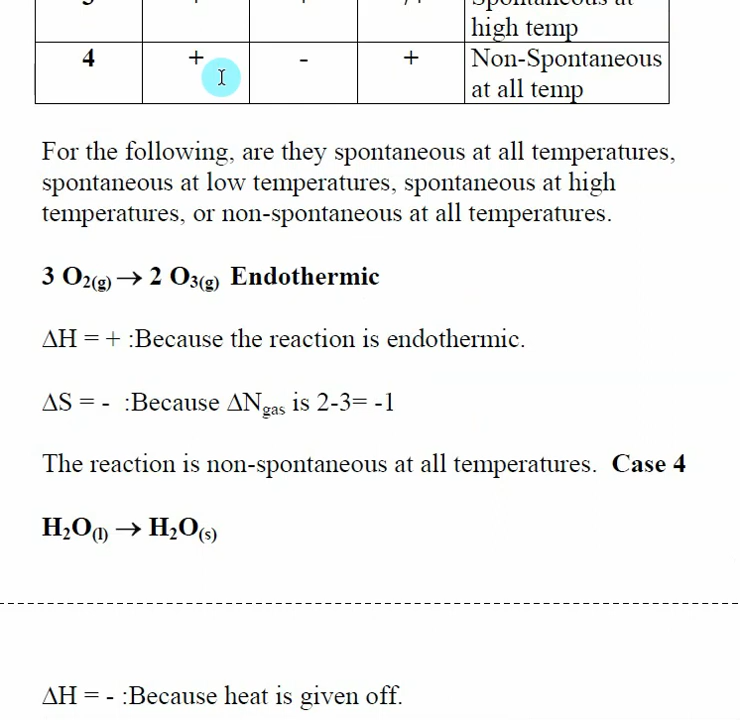 high temp
4 + - + Non-Spontaneous
at all temp
For the following, are they spontaneous at all temperatures,
spontaneous at low temperatures, spontaneous at high
temperatures, or non-spontaneous at all temperatures.
3 O2(g) → 2 O3(g) Endothermic
ΔH = + :Because the reaction is endothermic.
ΔS = - :Because ΔNgas is 2-3= -1
The reaction is non-spontaneous at all temperatures. Case 4
H2O(l) → H2O(s)
ΔH = - :Because heat is given off.